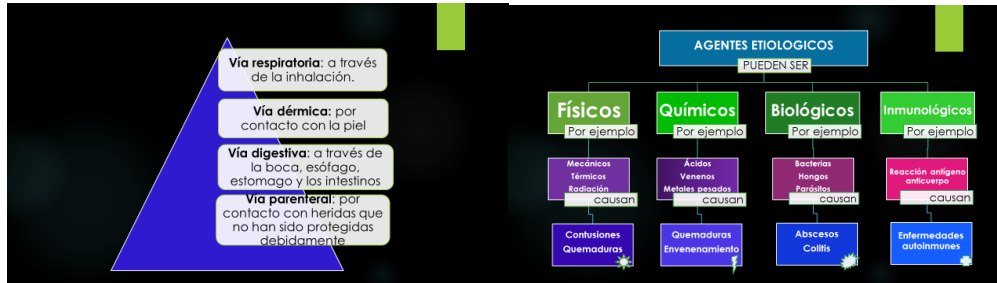 Vía respiratoria: a través
de la inhalación.
Vía dérmica: por
contacto con la piel
Vía digestiva: a través de
la boca, esófago,
estomago y los intestinos
Vía parenteral: por
contacto con heridas que
no han sido protegidas
debidamente
AGENTES ETIOLOGICOS
PUEDEN SER
Físicos
Por ejemplo
Mecánicos
Térmicos
Radiación
Contusiones
Quemaduras
Químicos
Por ejemplo
Ácidos
Venenos
Metales pesados
causan
Quemaduras
Envenenamiento
Biológicos
Por ejemplo
Bacterias
Hongos
Parásitos
causan
Abscesos
Colitis
Inmunológicos
Por ejemplo
Reacción antígeno
anticuerpo
causan
Enfermedades
autoinmunes
causan